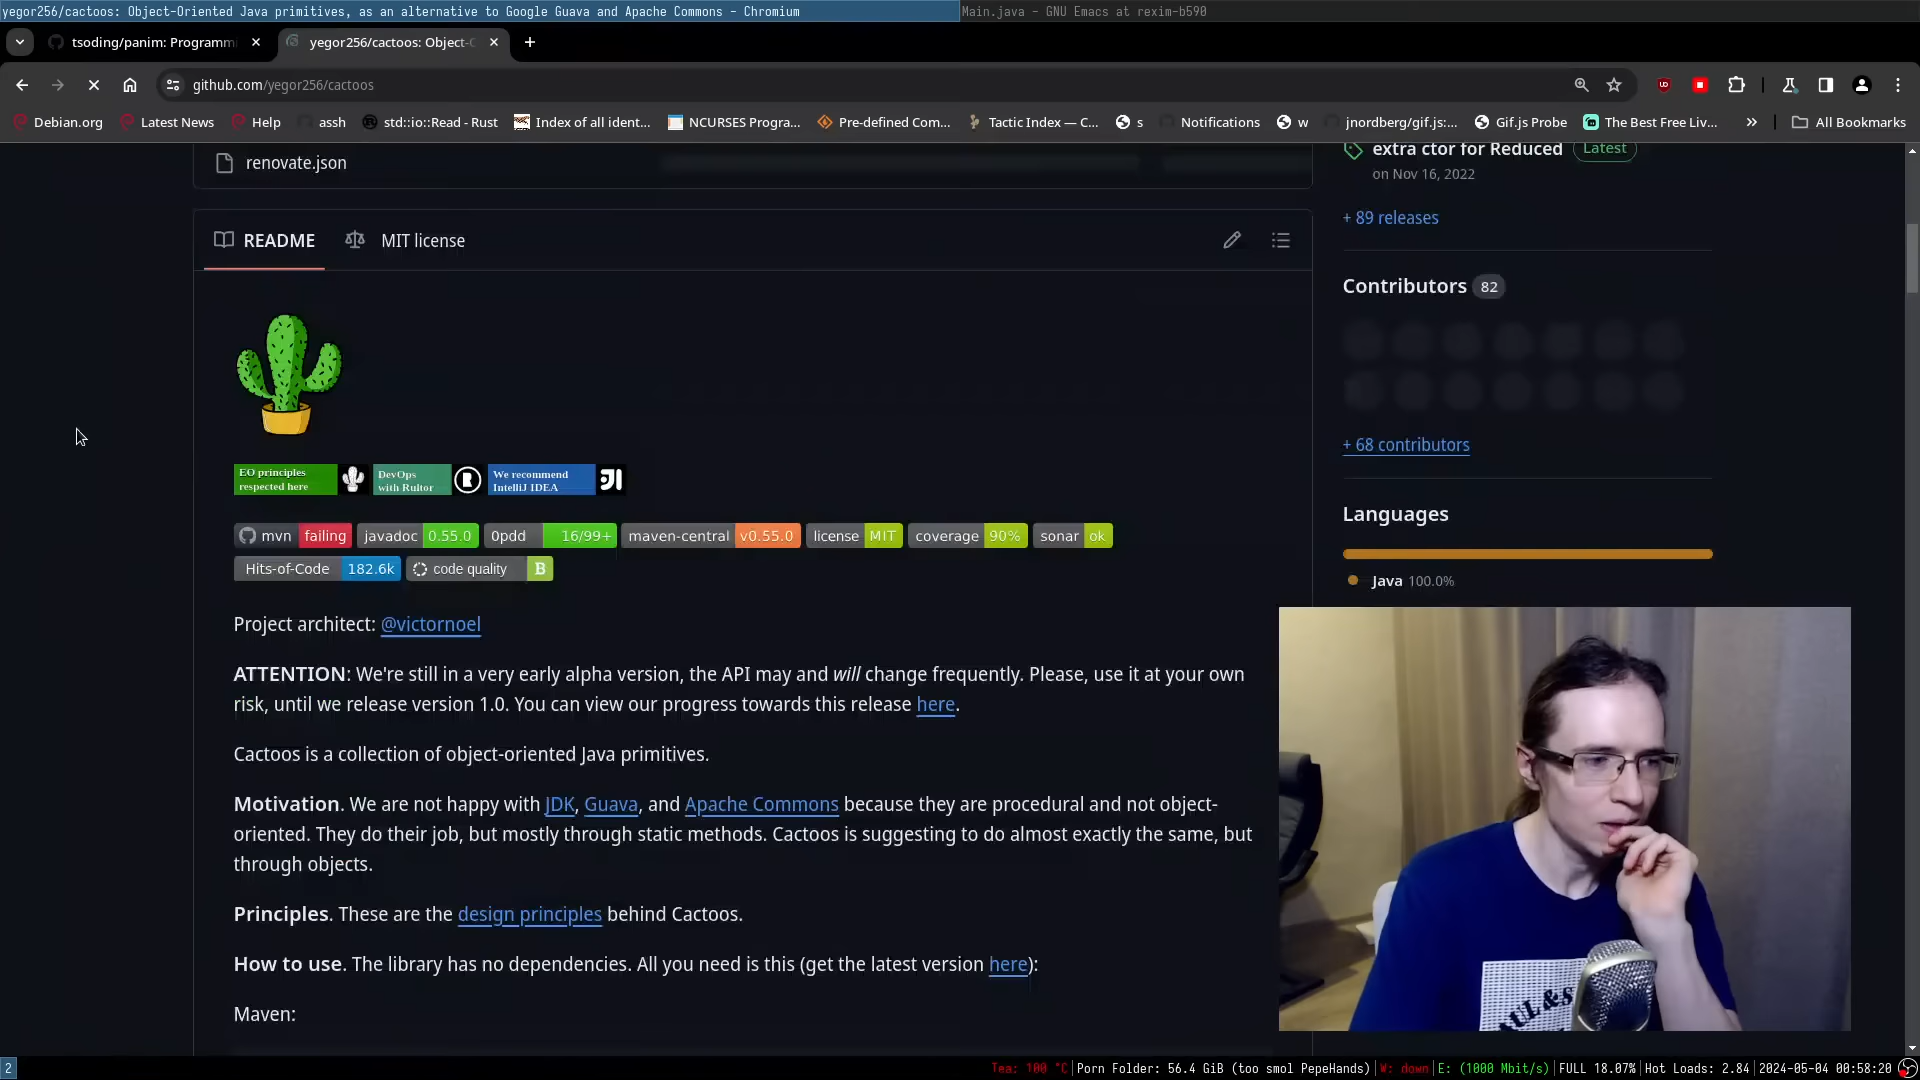 yegor256/cactoos: Object-Oriented Java primitives, as an alternative to Google Guava and Apache Commons - Chromium
Main.java - GNU Emacs at rexim-b590
tsoding/panim: Programm
yegor256/cactoos: Object-O
github.com/yegor256/cactoos
Debian.org
Latest News
Help
assh
std::io::Read - Rust
Index of all ident...
NCURSES Progra...
Pre-defined Com...
Tactic Index — C...
s
Notifications
w
jnordberg/gif.js:...
Gif.js Probe
The Best Free Liv...
All Bookmarks
renovate.json
extra ctor for Reduced Latest
on Nov 16, 2022
+ 89 releases
README
MIT license
Contributors 82
+ 68 contributors
EO principles
respected here
DevOps
with Rultor
We recommend
IntelliJ IDEA
mvn failing
javadoc 0.55.0
0pdd 16/99+
maven-central v0.55.0
license MIT
coverage 90%
sonar ok
Hits-of-Code 182.6k
code quality B
Languages
Java 100.0%
Project architect: @victornoel
ATTENTION: We're still in a very early alpha version, the API may and will change frequently. Please, use it at your own
risk, until we release version 1.0. You can view our progress towards this release here.
Cactoos is a collection of object-oriented Java primitives.
Motivation. We are not happy with JDK, Guava, and Apache Commons because they are procedural and not object-
oriented. They do their job, but mostly through static methods. Cactoos is suggesting to do almost exactly the same, but
through objects.
Principles. These are the design principles behind Cactoos.
How to use. The library has no dependencies. All you need is this (get the latest version here):
Maven:
2
Tea: 100 °C|Porn Folder: 56.4 GiB (too smol PepeHands)|W: down|E: (1000 Mbit/s)|FULL 18.07%|Hot Loads: 2.84|2024-05-04 00:58:20